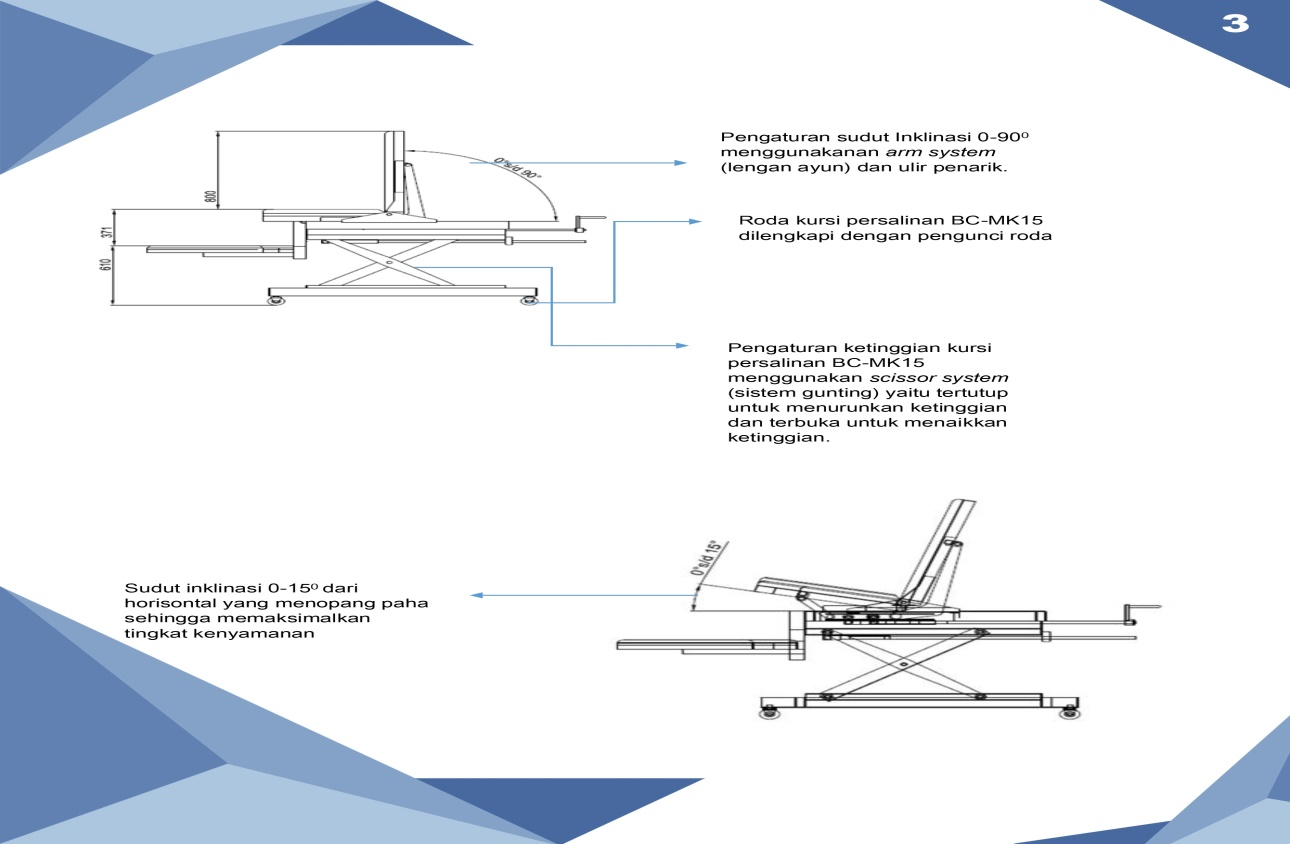 3
Pengaturan sudut Inklinasi 0-90⁰
menggunakanan arm system
(lengan ayun) dan ulir penarik.
800
0°s/d 90°
371
610
Roda kursi persalinan BC-MK15
dilengkapi dengan pengunci roda
Pengaturan ketinggian kursi
persalinan BC-MK15
menggunakan scissor system
(sistem gunting) yaitu tertutup
untuk menurunkan ketinggian
dan terbuka untuk menaikkan
ketinggian.
0°s/d 15°
Sudut inklinasi 0-15⁰ dari
horisontal yang menopang paha
sehingga memaksimalkan
tingkat kenyamanan